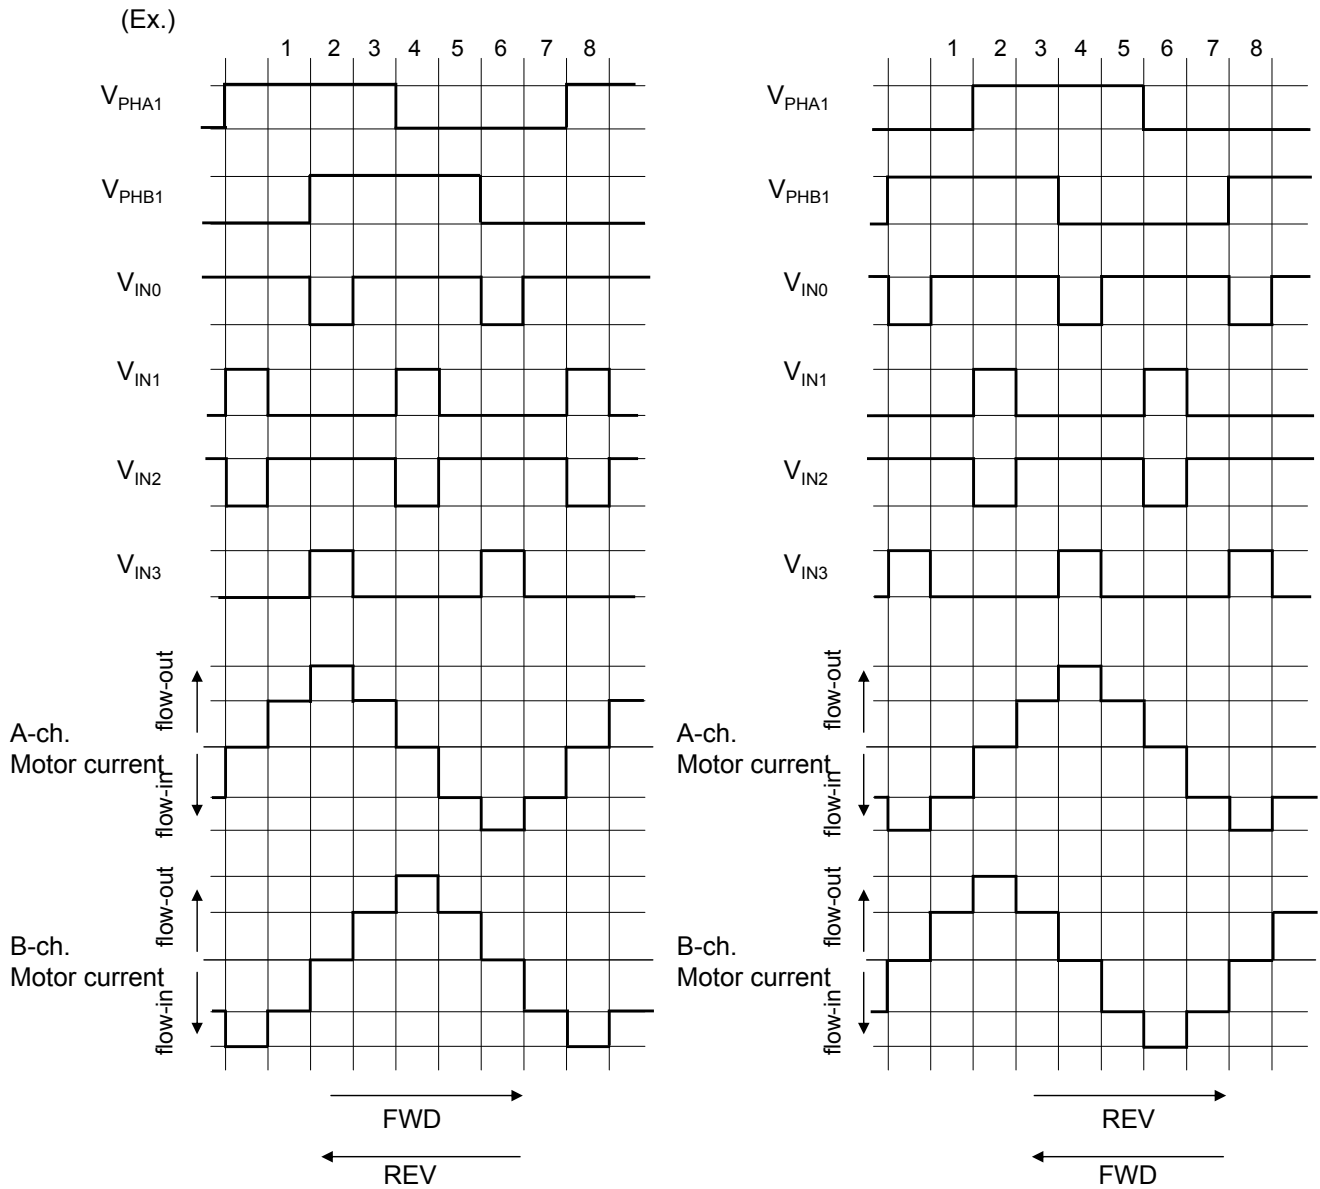 (Ex.)
1 2 3 4 5 6 7 8
VPHA1
VPHB1
VIN0
VIN1
VIN2
VIN3
flow-out
A-ch.
Motor current
flow-in
flow-out
B-ch.
Motor current
flow-in
FWD
REV
1 2 3 4 5 6 7 8
VPHA1
VPHB1
VIN0
VIN1
VIN2
VIN3
flow-out
A-ch.
Motor current
flow-in
flow-out
B-ch.
Motor current
flow-in
REV
FWD